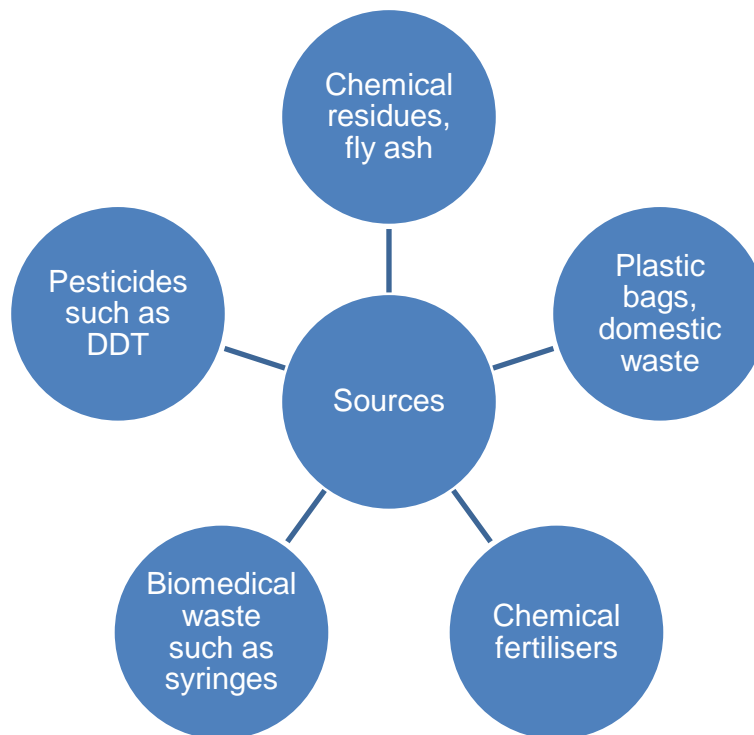 Chemical
residues,
fly ash
Plastic
bags,
domestic
waste
Chemical
fertilisers
Biomedical
waste
such as
syringes
Pesticides
such as
DDT
Sources